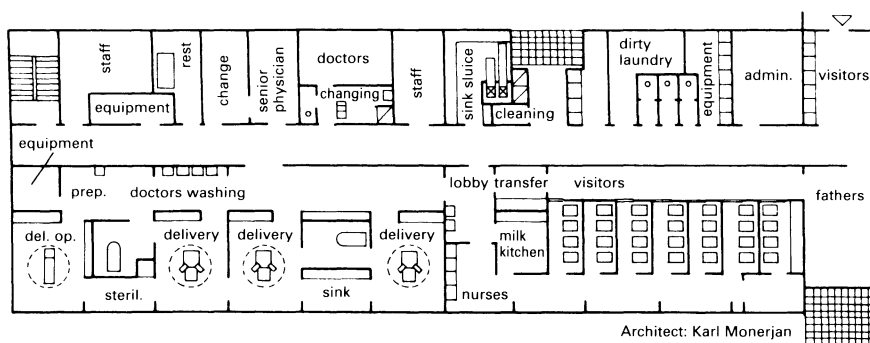 staff
rest
change
senior
physician
doctors
changing
staff
sink sluice
cleaning
dirty
laundry
equipment
admin.
visitors
equipment
equipment
prep.
doctors washing
lobby transfer
visitors
fathers
del. op.
delivery
delivery
delivery
milk
kitchen
steril.
sink
nurses
Architect: Karl Monerjan